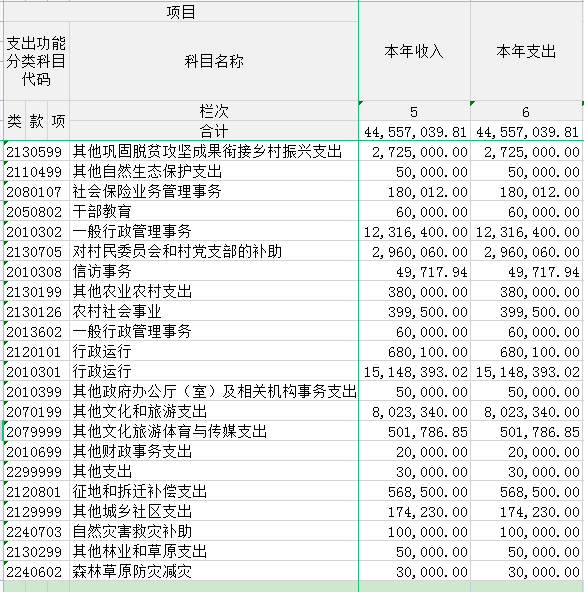 项目
支出功能
分类科目
代码
科目名称
本年收入
本年支出
类 款 项
栏次
5
6
合计
44,557,039.81 44,557,039.81
2130599 其他巩固脱贫攻坚成果衔接乡村振兴支出 2,725,000.00 2,725,000.00
2110499 其他自然生态保护支出 50,000.00 50,000.00
2080107 社会保险业务管理事务 180,012.00 180,012.00
2050802 干部教育 60,000.00 60,000.00
2010302 一般行政管理事务 12,316,400.00 12,316,400.00
2130705 对村民委员会和村党支部的补助 2,960,060.00 2,960,060.00
2010308 信访事务 49,717.94 49,717.94
2130199 其他农业农村支出 380,000.00 380,000.00
2130126 农村社会事业 399,500.00 399,500.00
2013602 一般行政管理事务 60,000.00 60,000.00
2120101 行政运行 680,100.00 680,100.00
2010301 行政运行 15,148,393.02 15,148,393.02
2010399 其他政府办公厅（室）及相关机构事务支出 50,000.00 50,000.00
2070199 其他文化和旅游支出 8,023,340.00 8,023,340.00
2079999 其他文化旅游体育与传媒支出 501,786.85 501,786.85
2010699 其他财政事务支出 20,000.00 20,000.00
2299999 其他支出 30,000.00 30,000.00
2120801 征地和拆迁补偿支出 568,500.00 568,500.00
2129999 其他城乡社区支出 174,230.00 174,230.00
2240703 自然灾害救灾补助 100,000.00 100,000.00
2130299 其他林业和草原支出 50,000.00 50,000.00
2240602 森林草原防灾减灾 30,000.00 30,000.00